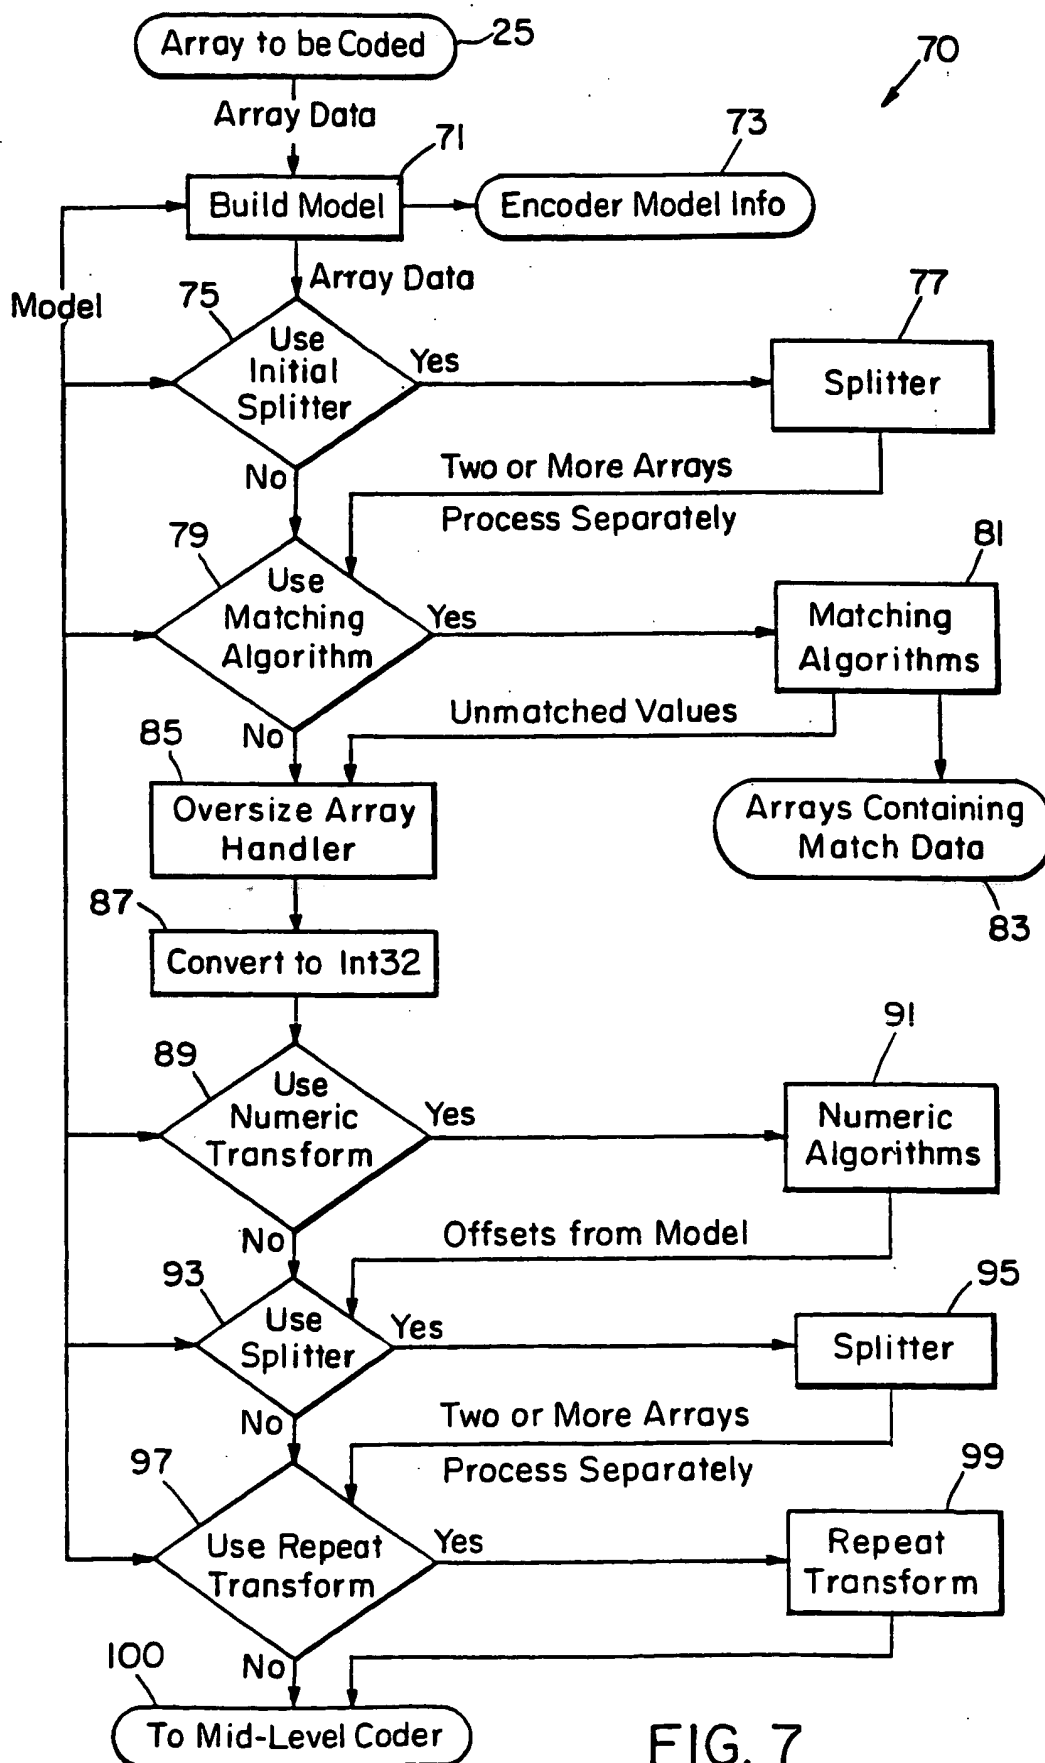 Array to be Coded
25
70
Array Data
71
73
Build Model
Encoder Model Info
Array Data
Model
75
77
Use
Initial
Splitter
Yes
Splitter
No
Two or More Arrays
Process Separately
79
81
Use
Matching
Algorithm
Yes
Matching
Algorithms
No
Unmatched Values
85
Oversize Array
Handler
Arrays Containing
Match Data
83
87
Convert to Int32
89
91
Use
Numeric
Transform
Yes
Numeric
Algorithms
No
Offsets from Model
93
95
Use
Splitter
Yes
Splitter
No
Two or More Arrays
Process Separately
97
99
Use Repeat
Transform
Yes
Repeat
Transform
No
100
To Mid-Level Coder
FIG. 7